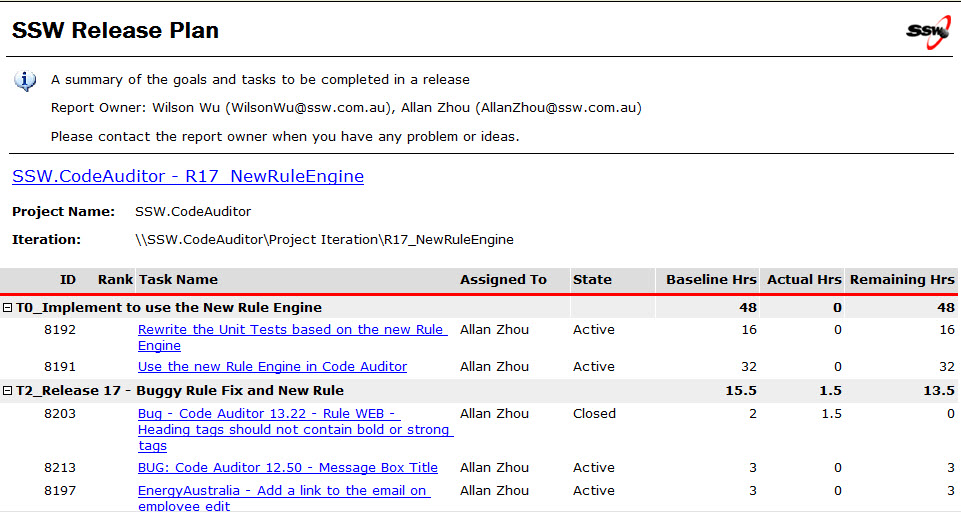 SSW Release Plan
SSW
A summary of the goals and tasks to be completed in a release
Report Owner: Wilson Wu (WilsonWu@ssw.com.au), Allan Zhou (AllanZhou@ssw.com.au)
Please contact the report owner when you have any problem or ideas.
SSW.CodeAuditor - R17_NewRuleEngine
Project Name: SSW.CodeAuditor
Iteration: \\SSW.CodeAuditor\Project Iteration\R17_NewRuleEngine
ID Rank Task Name Assigned To State Baseline Hrs Actual Hrs Remaining Hrs
T0_Implement to use the New Rule Engine 48 0 48
8192 Rewrite the Unit Tests based on the new Rule Allan Zhou Active 16 0 16
Engine
8191 Use the new Rule Engine in Code Auditor Allan Zhou Active 32 0 32
T2_Release 17 - Buggy Rule Fix and New Rule 15.5 1.5 13.5
8203 Bug - Code Auditor 13.22 - Rule WEB - Allan Zhou Closed 2 1.5 0
Heading tags should not contain bold or strong
tags
8213 BUG: Code Auditor 12.50 - Message Box Title Allan Zhou Active 3 0 3
8197 EnergyAustralia - Add a link to the email on Allan Zhou Active 3 0 3
employee edit